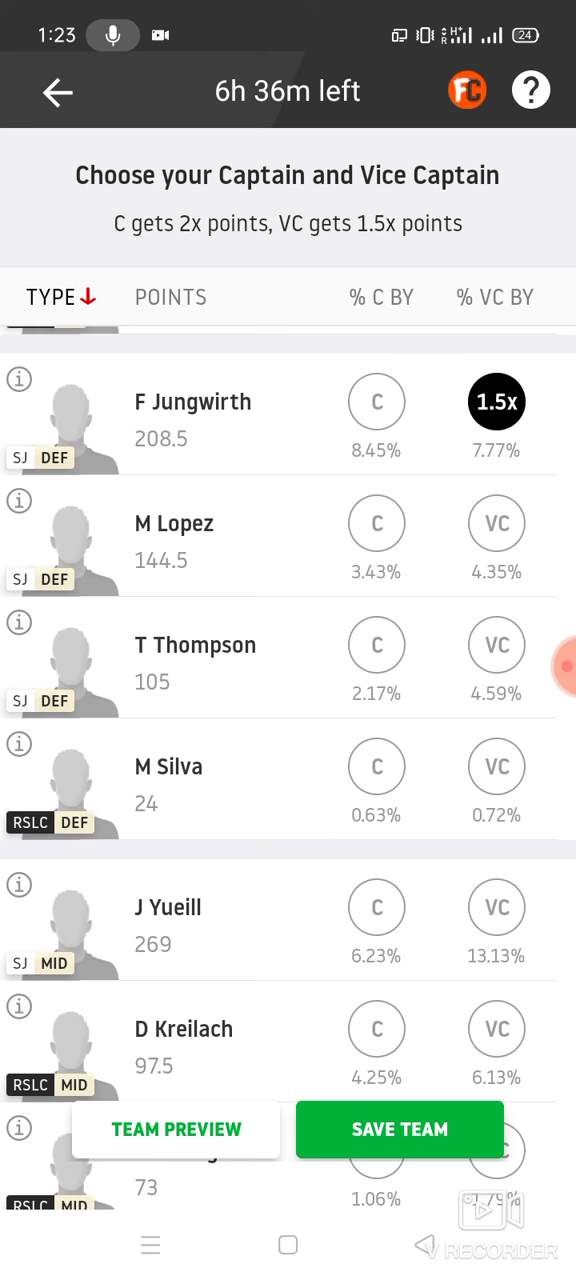 1:23
24
6h 36m left
FC
?
Choose your Captain and Vice Captain
C gets 2x points, VC gets 1.5x points
TYPE POINTS % C BY % VC BY
F Jungwirth
208.5
SJ DEF
C
8.45%
1.5x
7.77%
M Lopez
144.5
SJ DEF
C
3.43%
VC
4.35%
T Thompson
105
SJ DEF
C
2.17%
VC
4.59%
M Silva
24
RSLC DEF
C
0.63%
VC
0.72%
J Yueill
269
SJ MID
C
6.23%
VC
13.13%
D Kreilach
97.5
RSLC MID
C
4.25%
VC
6.13%
TEAM PREVIEW
SAVE TEAM
73
RSLC MID
1.06%
1.79%
V RECORDER